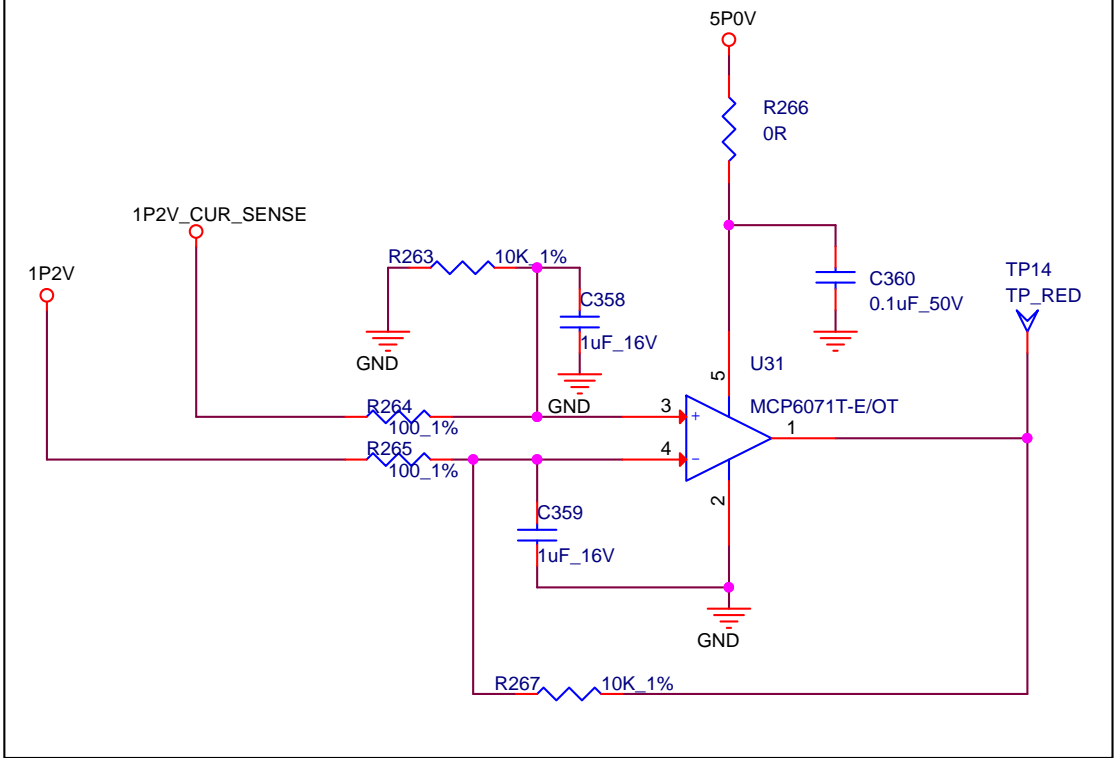 5P0V
R266
0R
1P2V_CUR_SENSE
R263
10K_1%
1P2V
C358
1uF_16V
C360
0.1uF_50V
TP14
TP_RED
GND
GND
5
U31
MCP6071T-E/OT
R264
100_1%
3
+
1
R265
100_1%
4
−
2
C359
1uF_16V
GND
R267
10K_1%